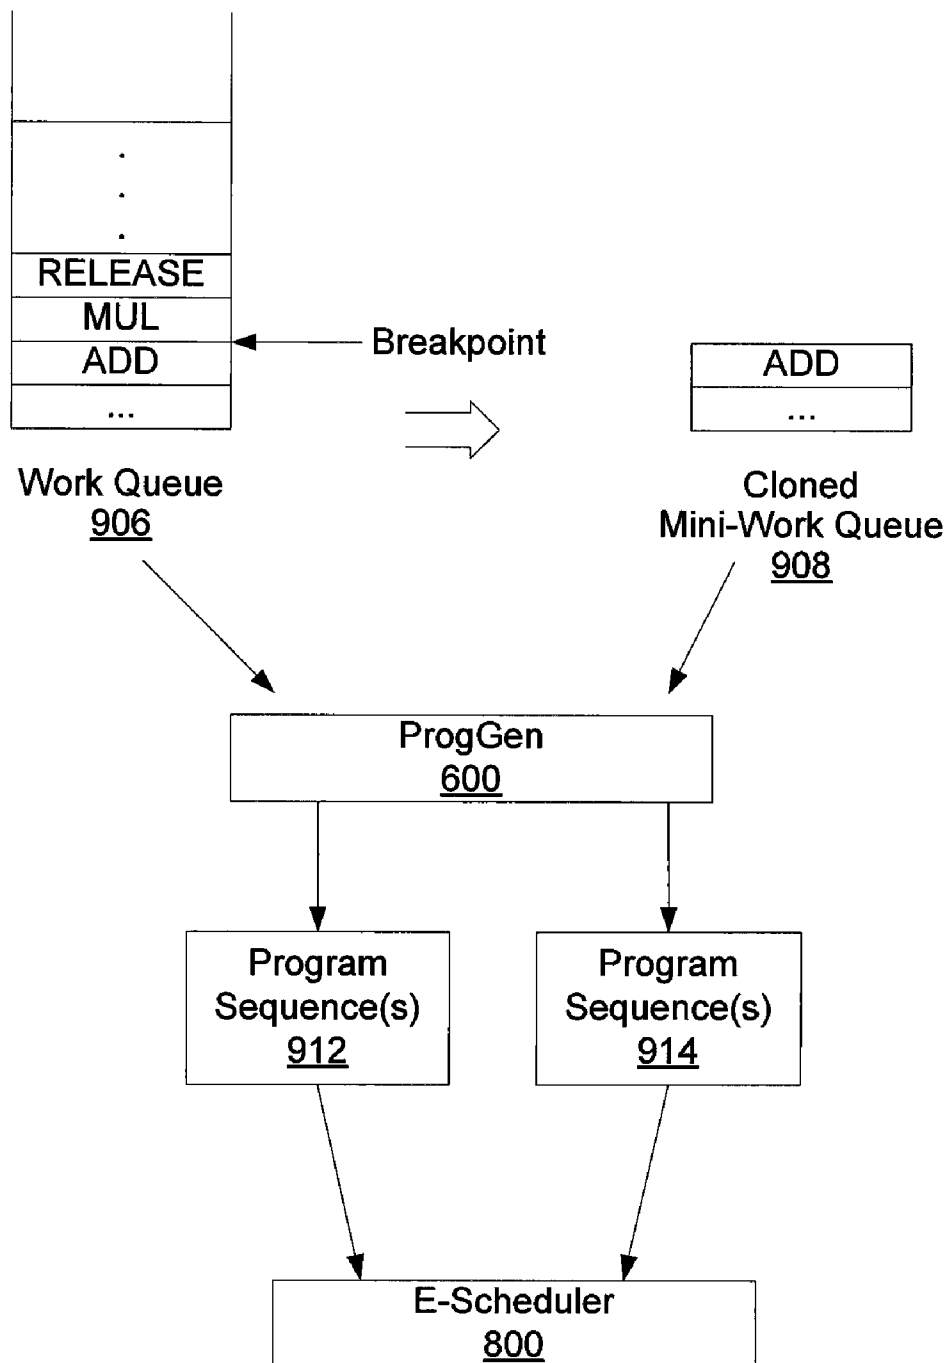 .
.
.
RELEASE
MUL
Breakpoint
ADD
...
ADD
...
Work Queue
906
Cloned
Mini-Work Queue
908
ProgGen
600
Program
Sequence(s)
912
Program
Sequence(s)
914
E-Scheduler
800